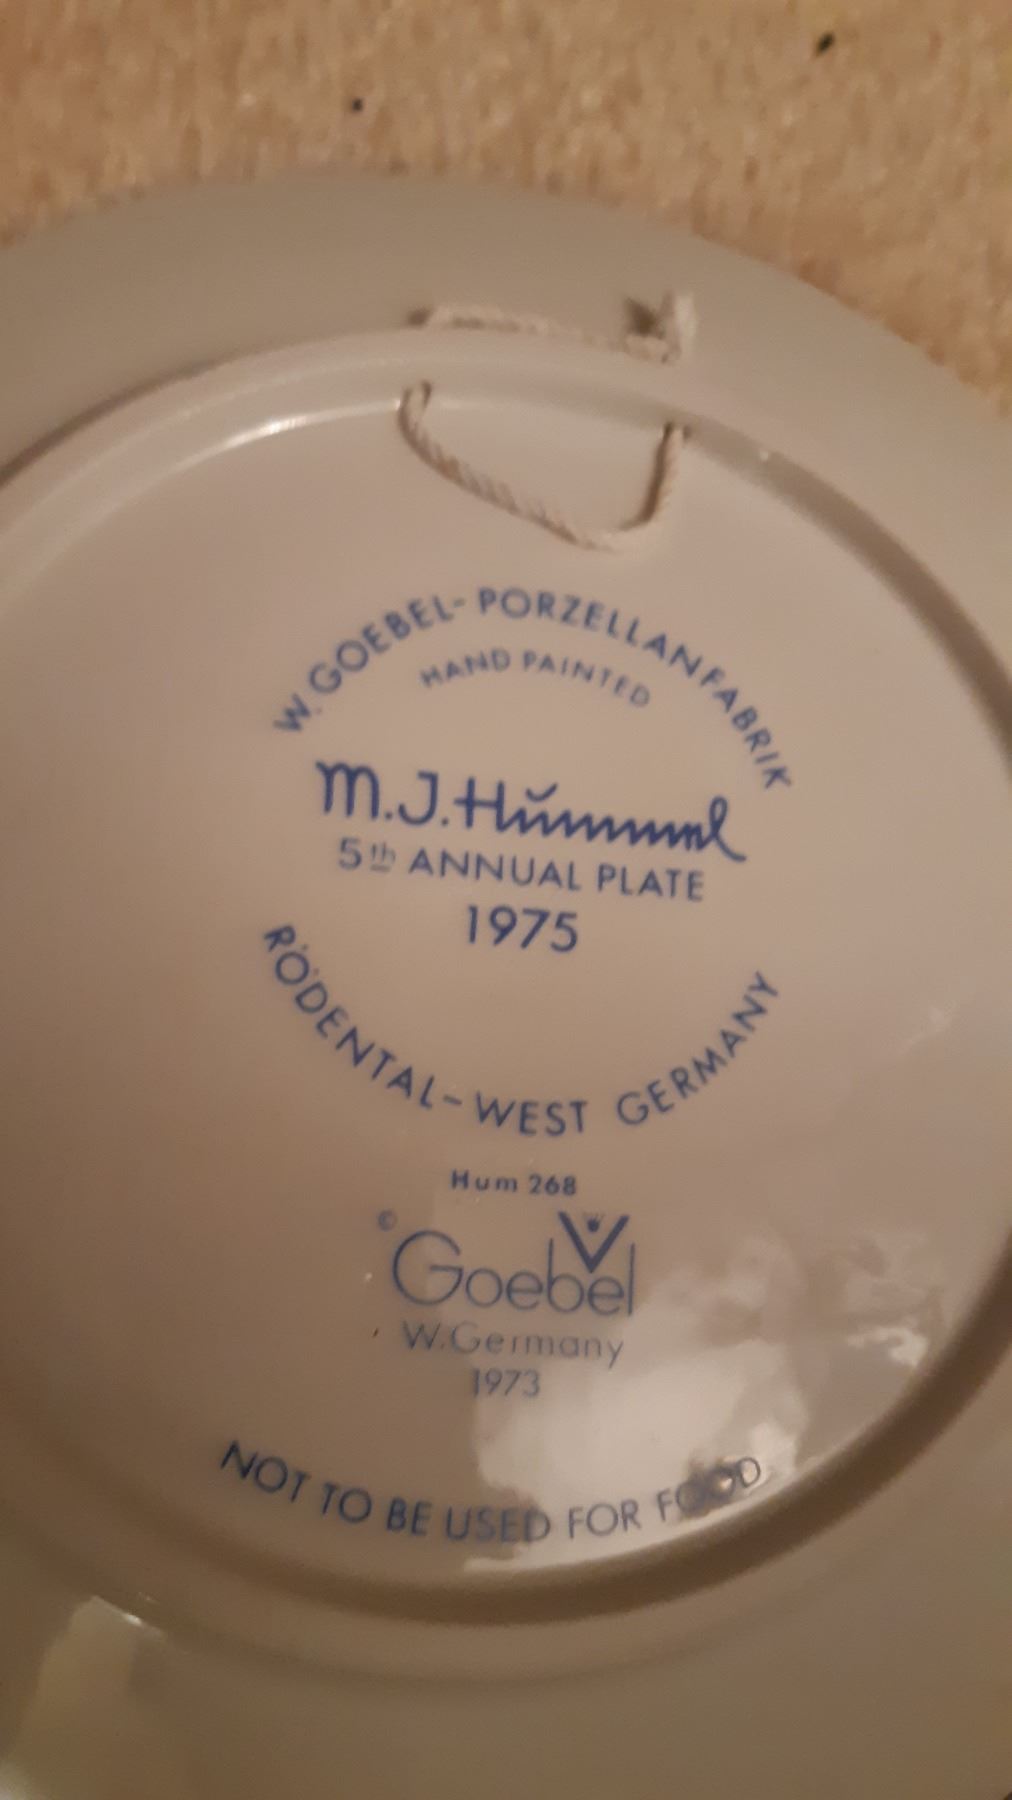 W. GOEBEL-PORZELLANFABRIK
HAND PAINTED
M.J.Hummel
5th ANNUAL PLATE
1975
RÖDENTAL-WEST GERMANY
Hum 268
© Goebel
W.Germany
1973
NOT TO BE USED FOR FOOD